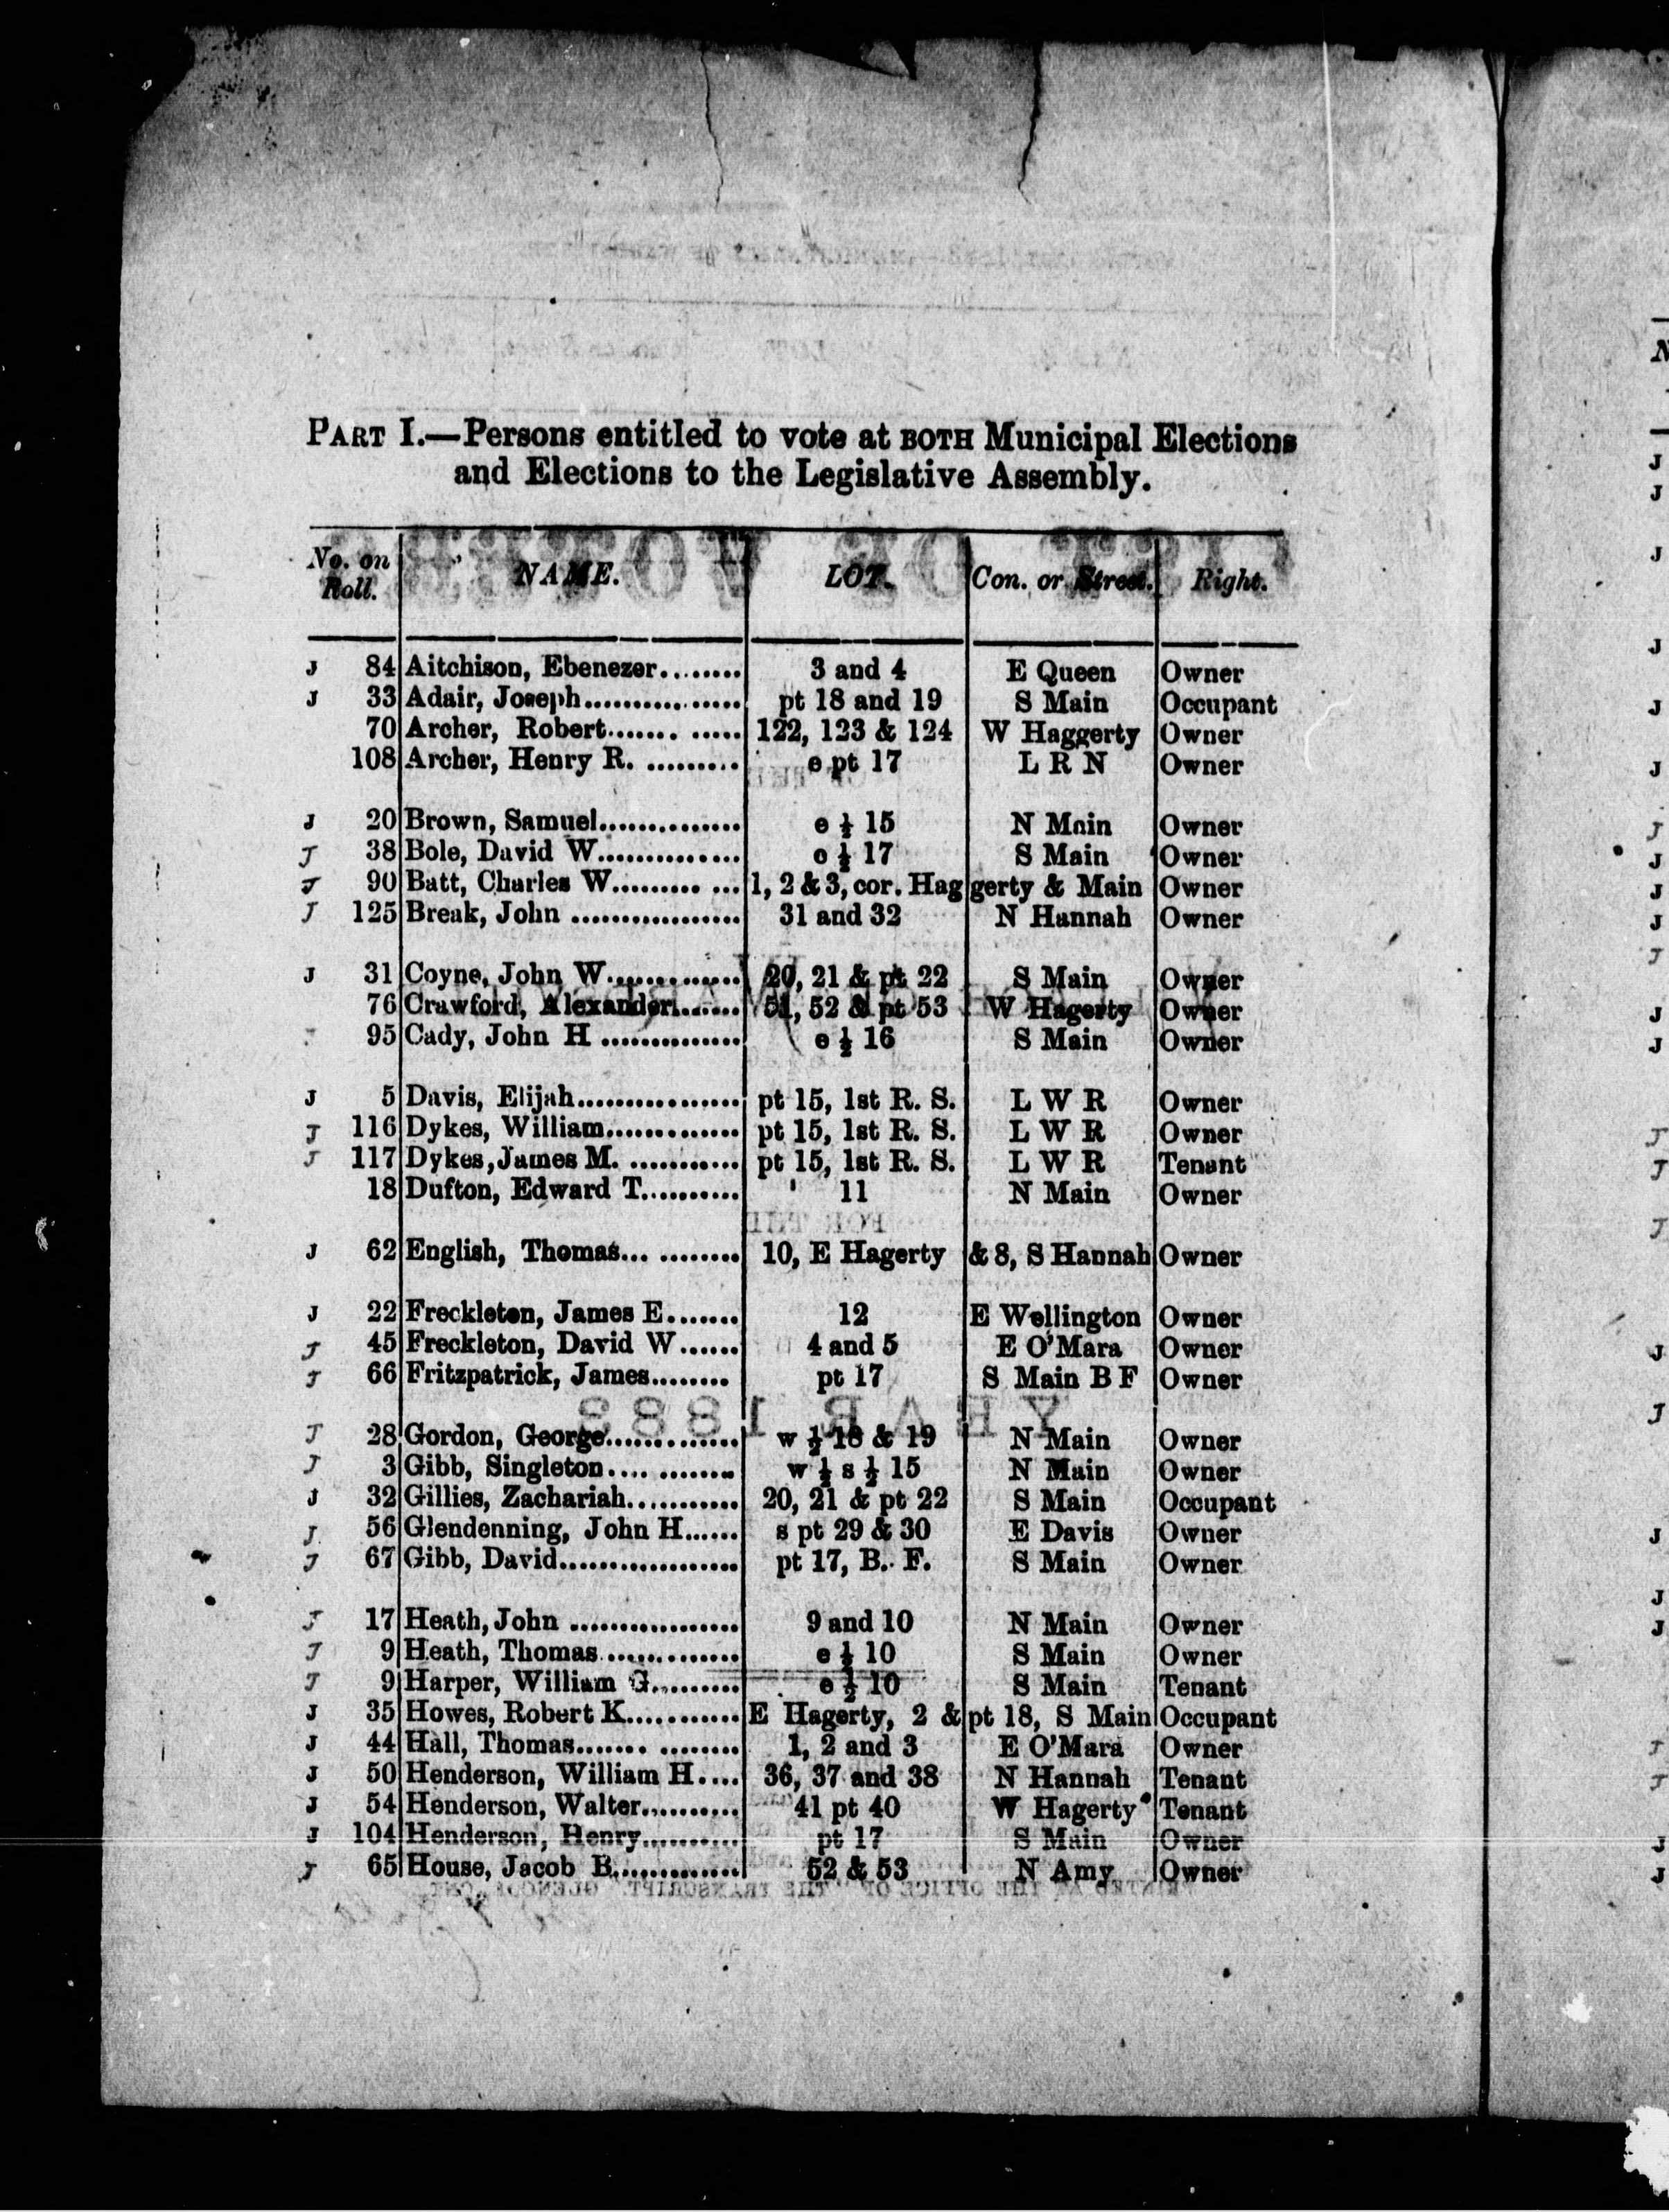 PART I.—Persons entitled to vote at BOTH Municipal Elections
and Elections to the Legislative Assembly.
No. on Roll. NAME. LOT. Con. or Street. Right.
J 84 Aitchison, Ebenezer........ 3 and 4 E Queen Owner
J 33 Adair, Joseph................ pt 18 and 19 S Main Occupant
70 Archer, Robert....... ..... 122, 123 & 124 W Haggerty Owner
108 Archer, Henry R. ......... e pt 17 L R N Owner
J 20 Brown, Samuel.............. e ½ 15 N Main Owner
J 38 Bole, David W.............. e ½ 17 S Main Owner
J 90 Batt, Charles W......... ... 1, 2 & 3, cor. Haggerty & Main Owner
J 125 Break, John ................. 31 and 32 N Hannah Owner
J 31 Coyne, John W............. 20, 21 & pt 22 S Main Owner
76 Crawford, Alexander....... 51, 52 & pt 53 W Hagerty Owner
95 Cady, John H .............. e ½ 16 S Main Owner
J 5 Davis, Elijah................ pt 15, 1st R. S. L W R Owner
J 116 Dykes, William............. pt 15, 1st R. S. L W R Owner
J 117 Dykes, James M. ........... pt 15, 1st R. S. L W R Tenant
18 Dufton, Edward T.......... 11 N Main Owner
J 62 English, Thomas... ........ 10, E Hagerty & 8, S Hannah Owner
J 22 Freckleton, James E....... 12 E Wellington Owner
J 45 Freckleton, David W...... 4 and 5 E O'Mara Owner
J 66 Fritzpatrick, James........ pt 17 S Main B F Owner
J 28 Gordon, George............. w ½ 18 & 19 N Main Owner
J 3 Gibb, Singleton.... ........ w ½ s ½ 15 N Main Owner
J 32 Gillies, Zachariah........... 20, 21 & pt 22 S Main Occupant
J 56 Glendenning, John H...... s pt 29 & 30 E Davis Owner
J 67 Gibb, David.................. pt 17, B. F. S Main Owner
J 17 Heath, John ................. 9 and 10 N Main Owner
J 9 Heath, Thomas.............. e ½ 10 S Main Owner
J 9 Harper, William G......... e ½ 10 S Main Tenant
J 35 Howes, Robert K........... E Hagerty, 2 & pt 18, S Main Occupant
J 44 Hall, Thomas....... ........ 1, 2 and 3 E O'Mara Owner
J 50 Henderson, William H.... 36, 37 and 38 N Hannah Tenant
J 54 Henderson, Walter.......... 41 pt 40 W Hagerty Tenant
J 104 Henderson, Henry.......... pt 17 S Main Owner
J 65 House, Jacob B............. 52 & 53 N Amy Owner